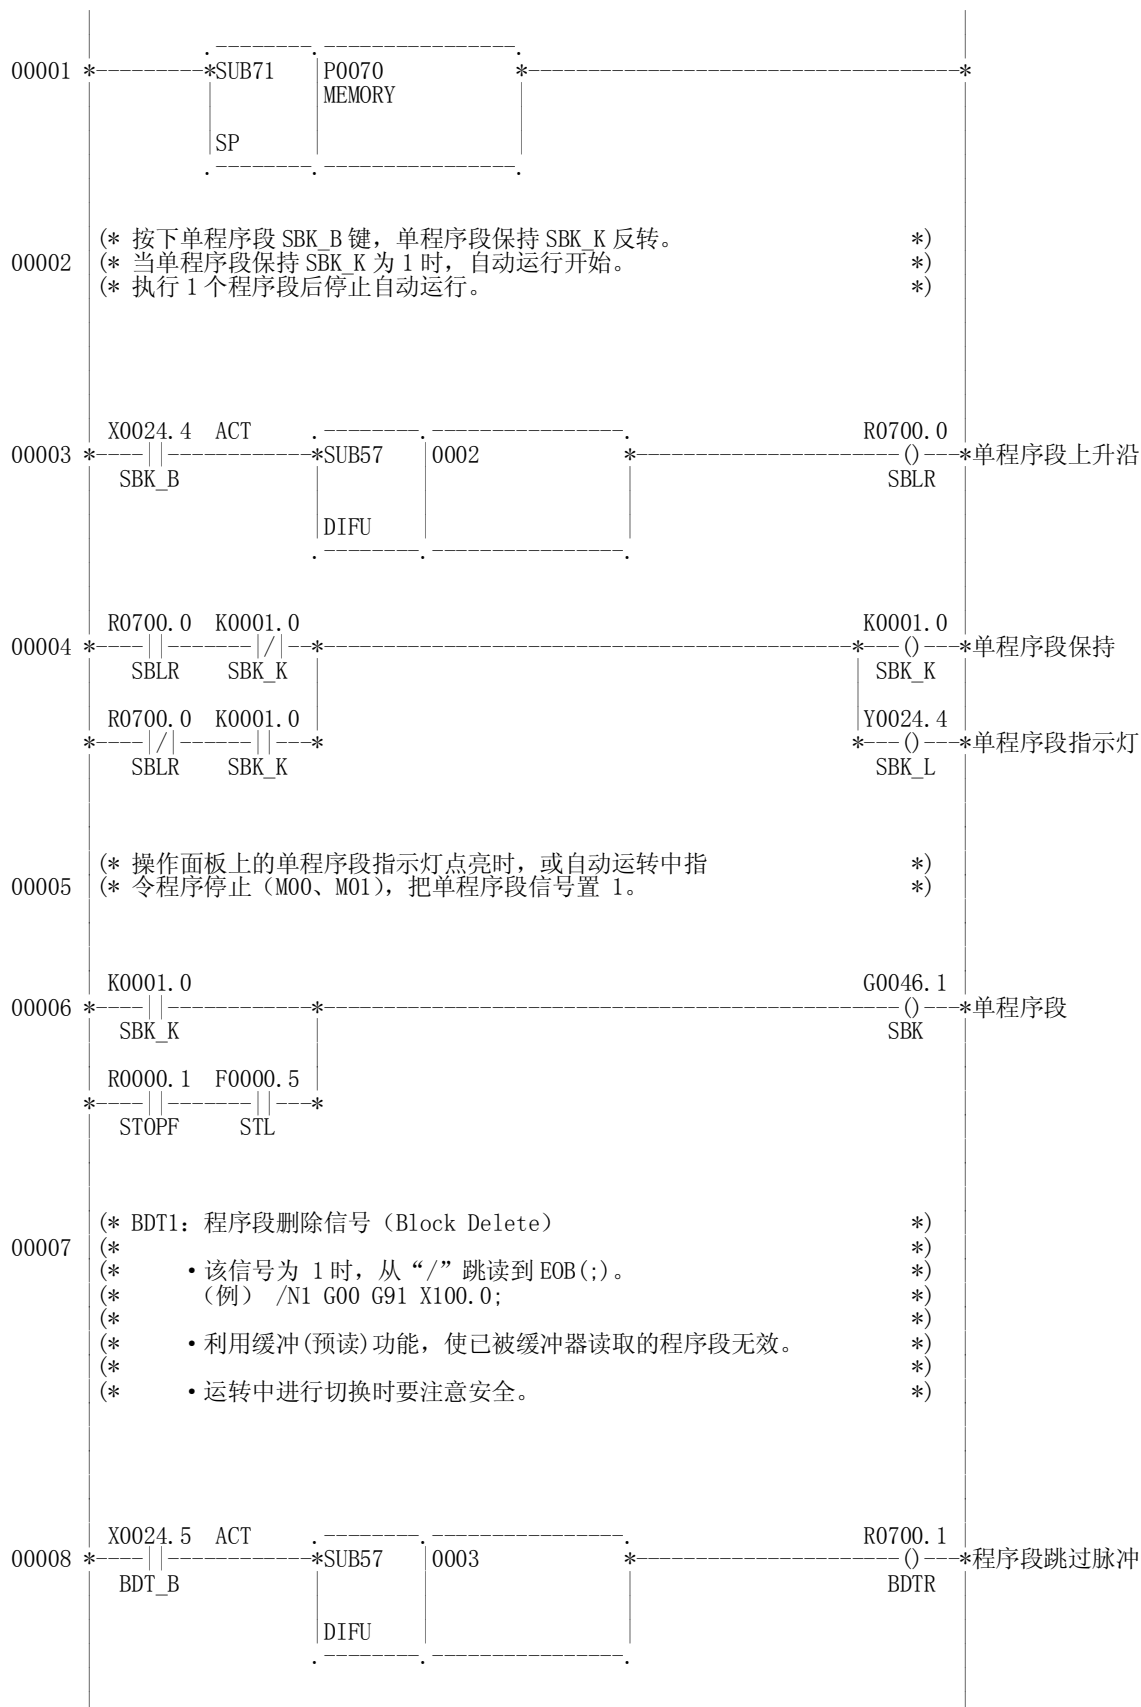 00001 SUB71 P0070
MEMORY
SP
(* 按下单程序段 SBK_B 键，单程序段保持 SBK_K 反转。 *)
00002 (* 当单程序段保持 SBK_K 为 1 时，自动运行开始。 *)
(* 执行 1 个程序段后停止自动运行。 *)
X0024.4 ACT R0700.0
00003 SUB57 0002 () 单程序段上升沿
SBK_B SBLR
DIFU
R0700.0 K0001.0 K0001.0
00004 () 单程序段保持
SBLR SBK_K SBK_K
R0700.0 K0001.0 Y0024.4
() 单程序段指示灯
SBLR SBK_K SBK_L
(* 操作面板上的单程序段指示灯点亮时，或自动运转中指 *)
00005 (* 令程序停止（M00、M01），把单程序段信号置 1。 *)
K0001.0 G0046.1
00006 () 单程序段
SBK_K SBK
R0000.1 F0000.5
STOPF STL
(* BDT1：程序段删除信号（Block Delete） *)
00007 (* *)
(* ・该信号为 1 时，从“/”跳读到 EOB(;)。 *)
(* （例） /N1 G00 G91 X100.0; *)
(* *)
(* ・利用缓冲(预读)功能，使已被缓冲器读取的程序段无效。 *)
(* *)
(* ・运转中进行切换时要注意安全。 *)
X0024.5 ACT R0700.1
00008 SUB57 0003 () 程序段跳过脉冲
BDT_B BDTR
DIFU